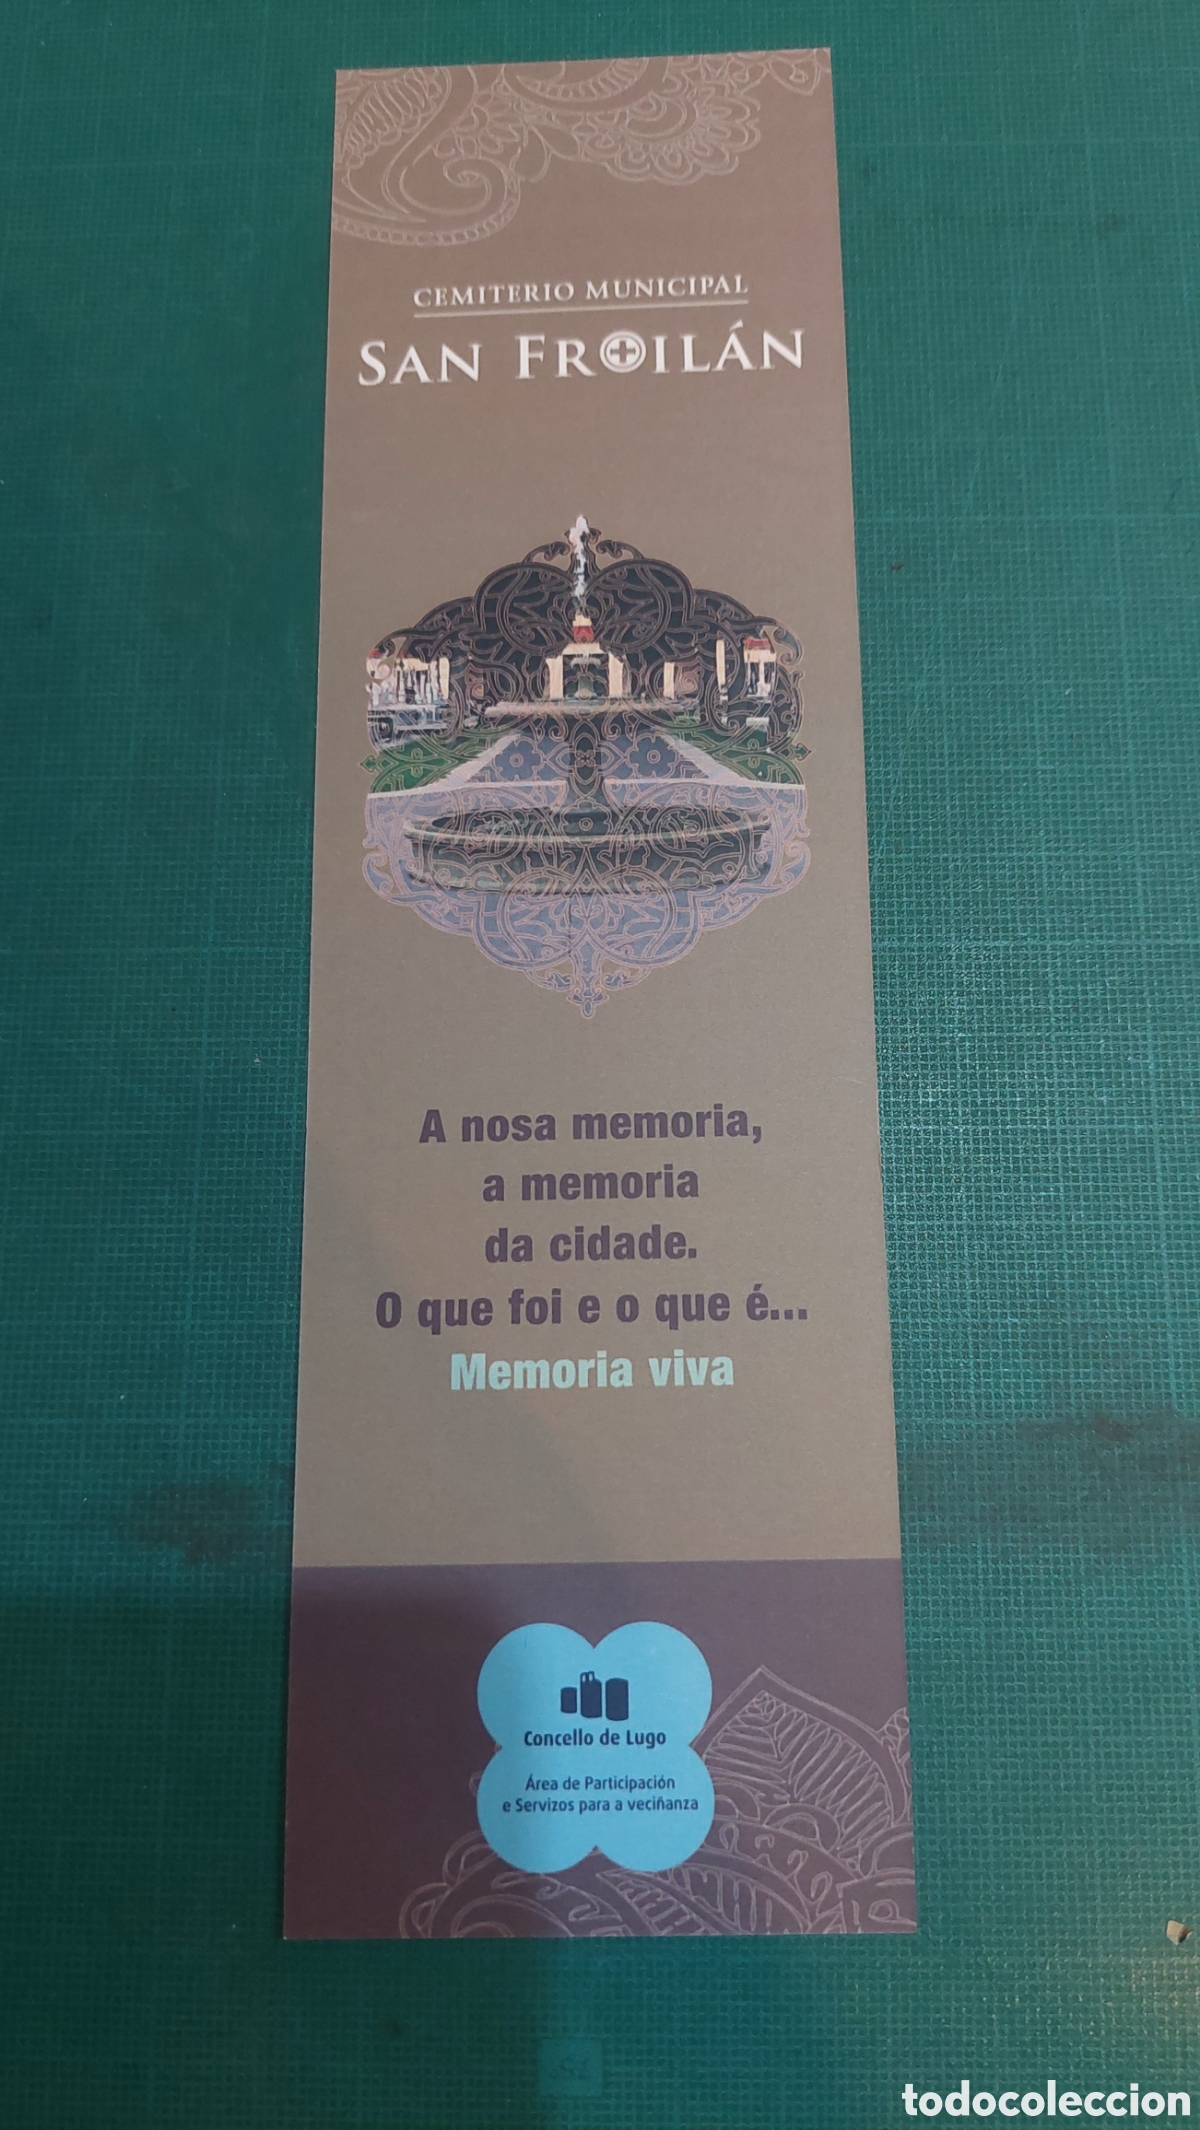 CEMITERIO MUNICIPAL
SAN FROILÁN
A nosa memoria,
a memoria
da cidade.
O que foi e o que é...
Memoria viva
Concello de Lugo
Área de Participación
e Servizos para a veciñanza
todocoleccion